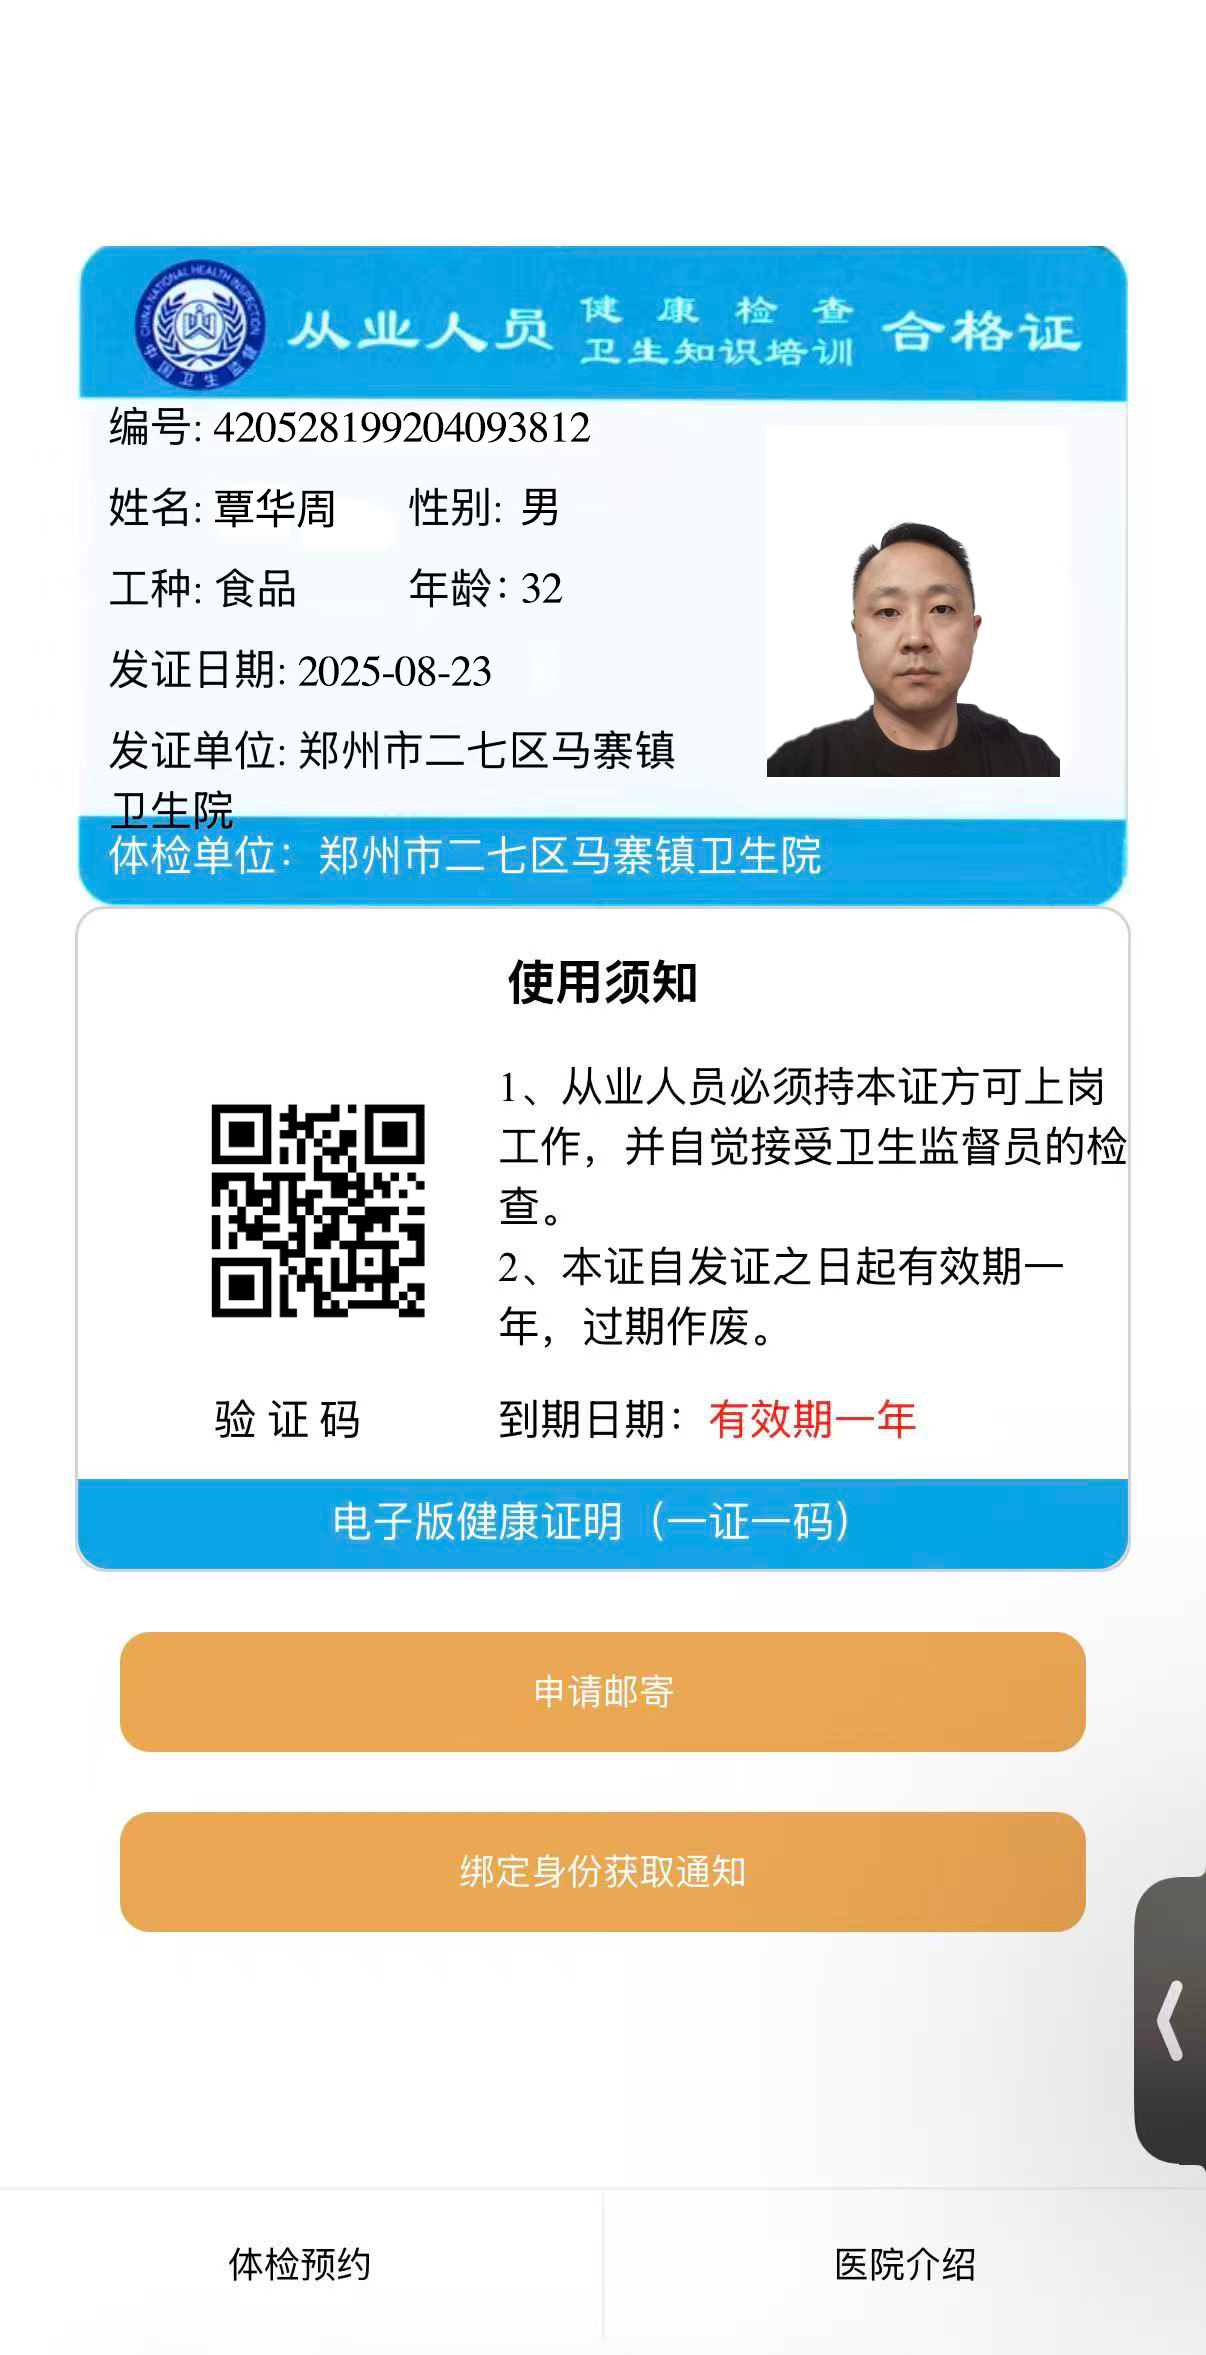 CHINA NATIONAL HEALTH INSPECTION
中国卫生监督
从业人员 健康检查 合格证
卫生知识培训
编号: 420528199204093812
姓名: 覃华周 性别: 男
工种: 食品 年龄: 32
发证日期: 2025-08-23
发证单位: 郑州市二七区马寨镇
卫生院
体检单位: 郑州市二七区马寨镇卫生院
使用须知
1、从业人员必须持本证方可上岗
工作，并自觉接受卫生监督员的检
查。
2、本证自发证之日起有效期一
年，过期作废。
验证码 到期日期: 有效期一年
电子版健康证明（一证一码）
申请邮寄
绑定身份获取通知
体检预约 医院介绍